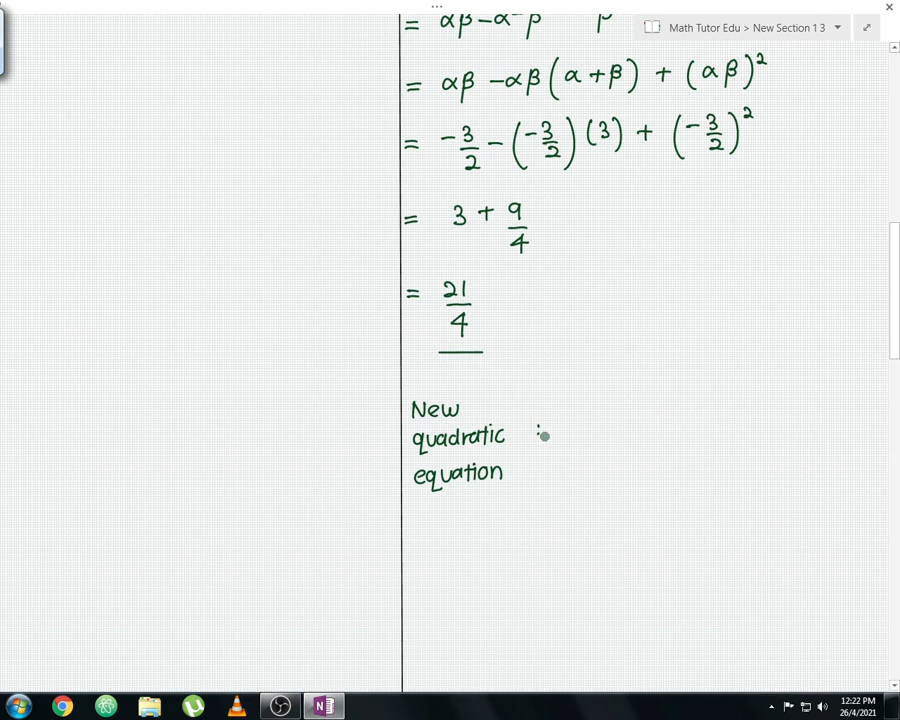 Math Tutor Edu > New Section 1 3
= αβ - αβ(α + β) + (αβ)²
= -3/2 - (-3/2)(3) + (-3/2)²
= 3 + 9/4
= 21/4
New
quadratic :
equation
12:22 PM
26/4/2021